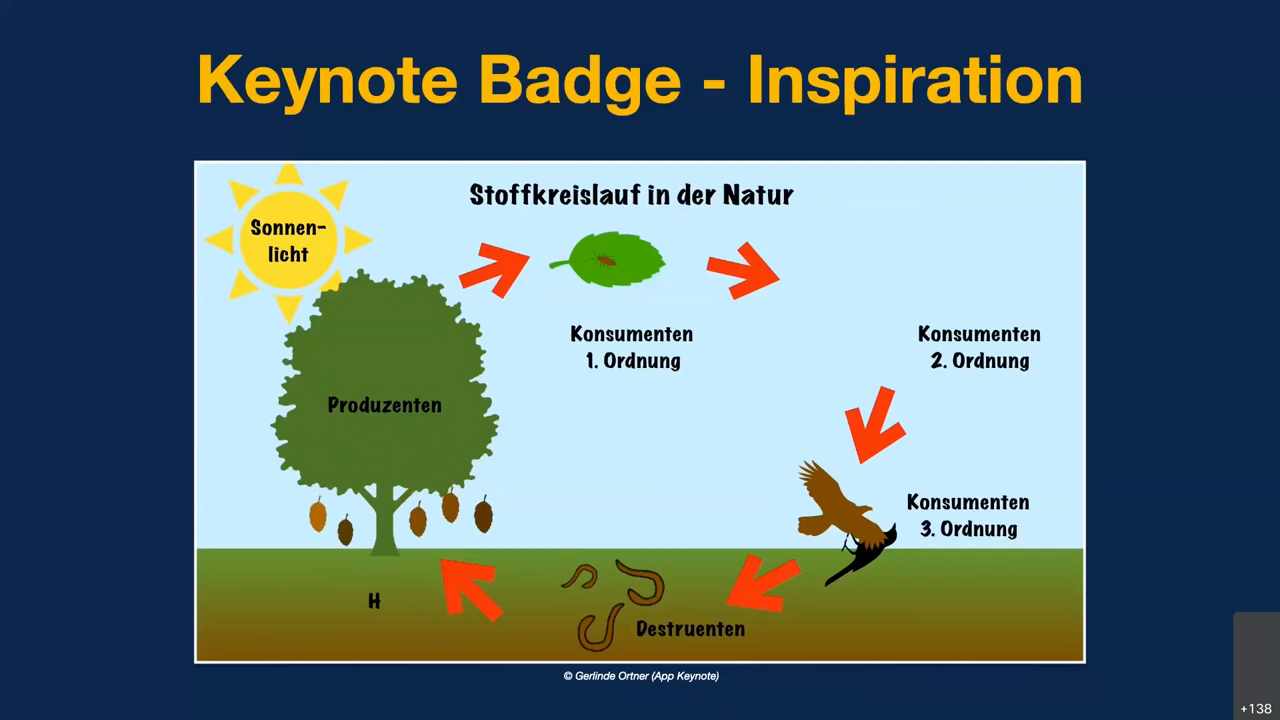 Keynote Badge - Inspiration
Stoffkreislauf in der Natur
Sonnen-
licht
Konsumenten
1. Ordnung
Konsumenten
2. Ordnung
Produzenten
Konsumenten
3. Ordnung
H
Destruenten
© Gerlinde Ortner (App Keynote)
+138